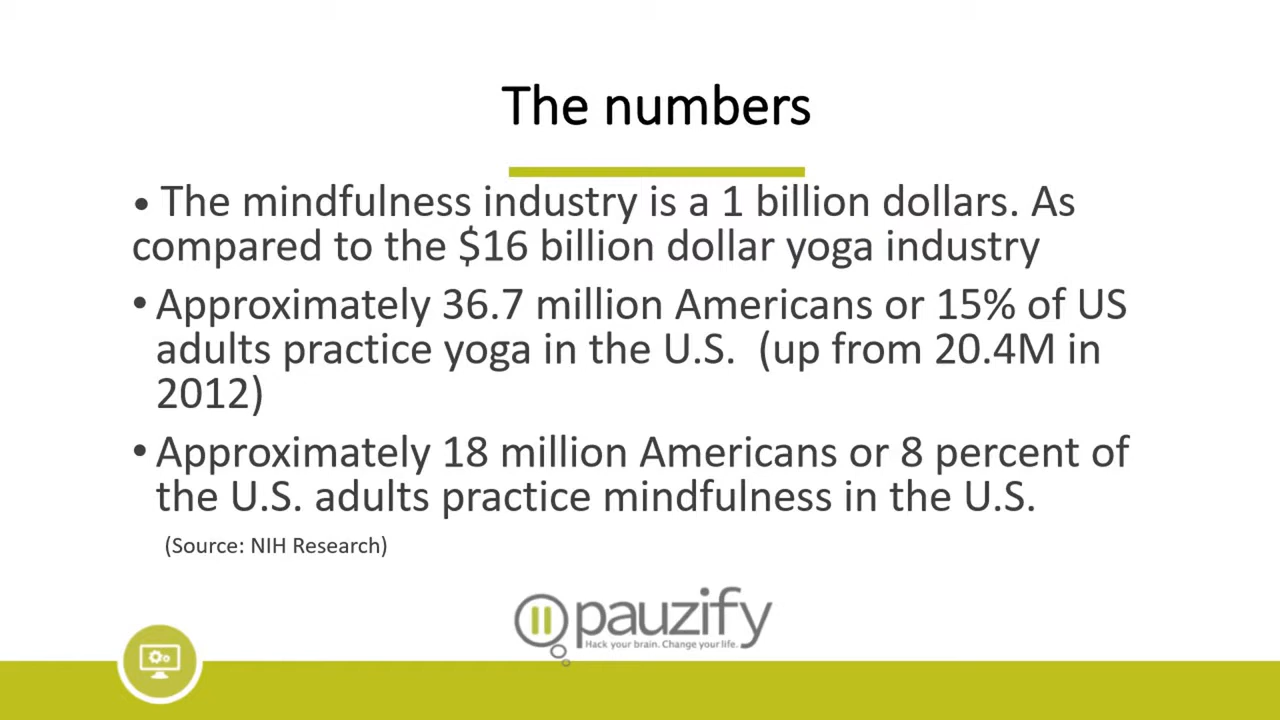 The numbers
• The mindfulness industry is a 1 billion dollars. As
compared to the $16 billion dollar yoga industry
• Approximately 36.7 million Americans or 15% of US
adults practice yoga in the U.S. (up from 20.4M in
2012)
• Approximately 18 million Americans or 8 percent of
the U.S. adults practice mindfulness in the U.S.
(Source: NIH Research)
pauzify
Hack your brain. Change your life.